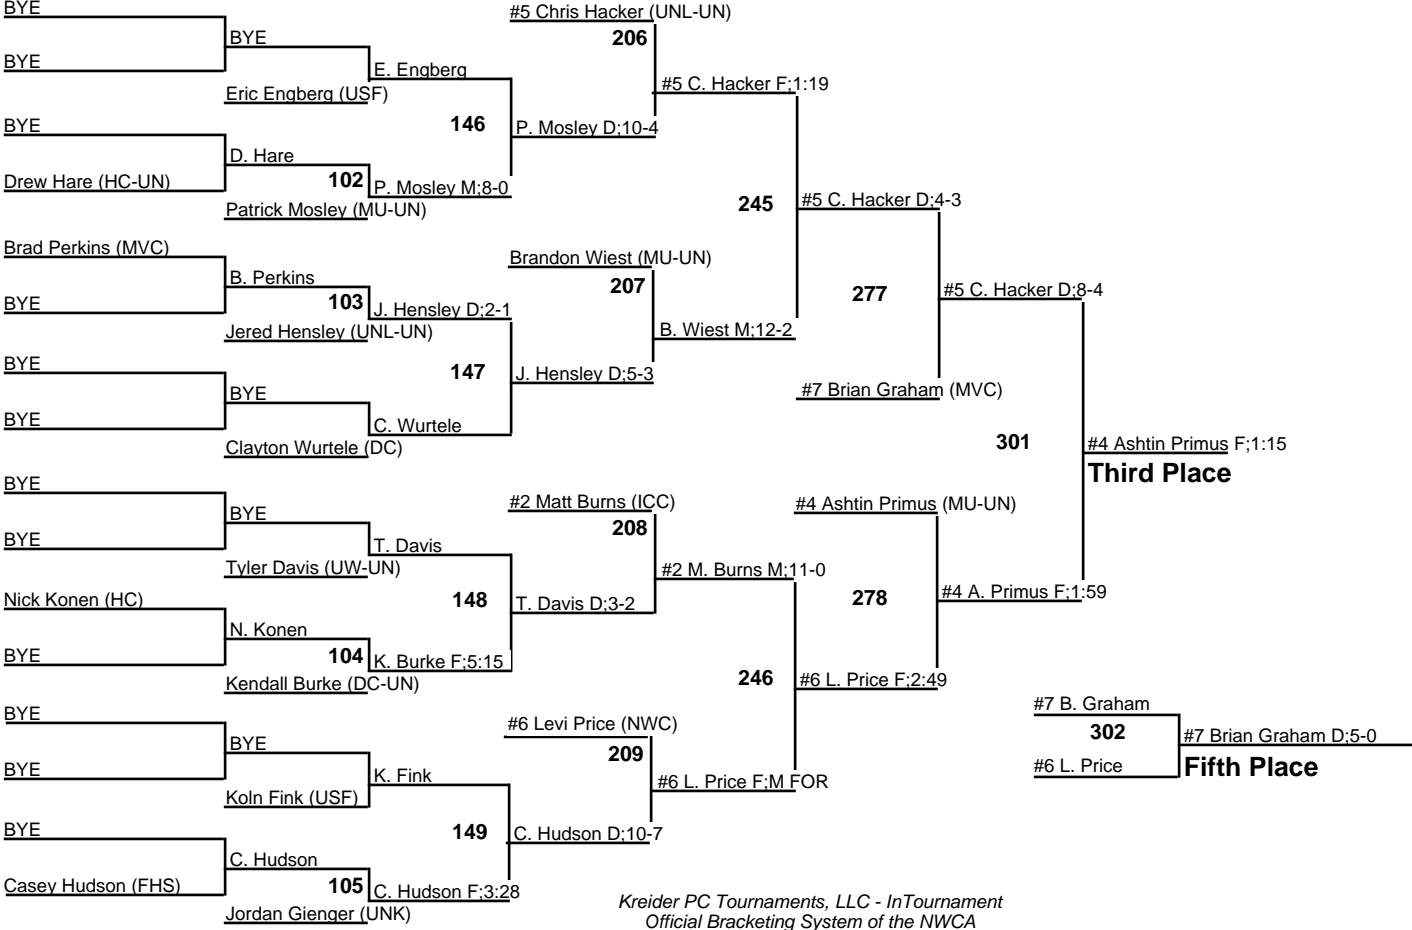 BYE
#5 Chris Hacker (UNL-UN)
BYE
206
BYE
E. Engberg
#5 C. Hacker F;1:19
Eric Engberg (USF)
BYE
146
P. Mosley D;10-4
D. Hare
Drew Hare (HC-UN)
102
P. Mosley M;8-0
245
#5 C. Hacker D;4-3
Patrick Mosley (MU-UN)
Brad Perkins (MVC)
Brandon Wiest (MU-UN)
B. Perkins
207
277
#5 C. Hacker D;8-4
BYE
103
J. Hensley D;2-1
Jered Hensley (UNL-UN)
B. Wiest M;12-2
BYE
147
J. Hensley D;5-3
BYE
#7 Brian Graham (MVC)
BYE
C. Wurtele
301
#4 Ashtin Primus F;1:15
Clayton Wurtele (DC)
Third Place
BYE
#2 Matt Burns (ICC)
#4 Ashtin Primus (MU-UN)
BYE
208
BYE
T. Davis
Tyler Davis (UW-UN)
#2 M. Burns M;11-0
Nick Konen (HC)
148
T. Davis D;3-2
278
#4 A. Primus F;1:59
N. Konen
BYE
104
K. Burke F;5:15
Kendall Burke (DC-UN)
246
#6 L. Price F;2:49
BYE
#6 Levi Price (NWC)
#7 B. Graham
BYE
209
302
#7 Brian Graham D;5-0
BYE
K. Fink
#6 L. Price F;M FOR
#6 L. Price
Fifth Place
Koln Fink (USF)
BYE
149
C. Hudson D;10-7
C. Hudson
Casey Hudson (FHS)
105
C. Hudson F;3:28
Jordan Gienger (UNK)
Kreider PC Tournaments, LLC - InTournament
Official Bracketing System of the NWCA